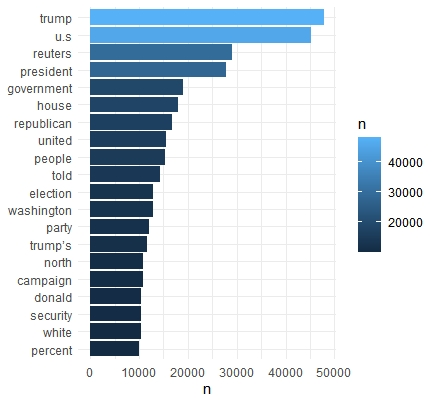 trump
u.s
reuters
president
government
house
republican
united
people
told
election
washington
party
trump's
north
campaign
donald
security
white
percent
0 10000 20000 30000 40000 50000
n
n
40000
30000
20000